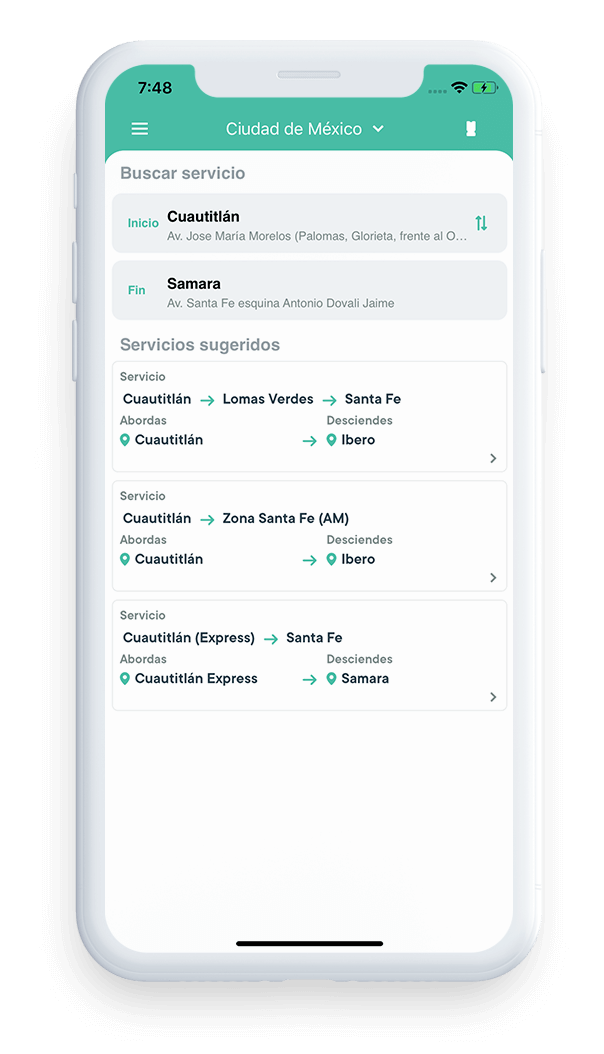 7:48
Ciudad de México
Buscar servicio
Inicio Cuautitlán
Av. Jose María Morelos (Palomas, Glorieta, frente al O...
Fin Samara
Av. Santa Fe esquina Antonio Dovali Jaime
Servicios sugeridos
Servicio
Cuautitlán → Lomas Verdes → Santa Fe
Abordas Desciendes
Cuautitlán → Ibero
Servicio
Cuautitlán → Zona Santa Fe (AM)
Abordas Desciendes
Cuautitlán → Ibero
Servicio
Cuautitlán (Express) → Santa Fe
Abordas Desciendes
Cuautitlán Express → Samara